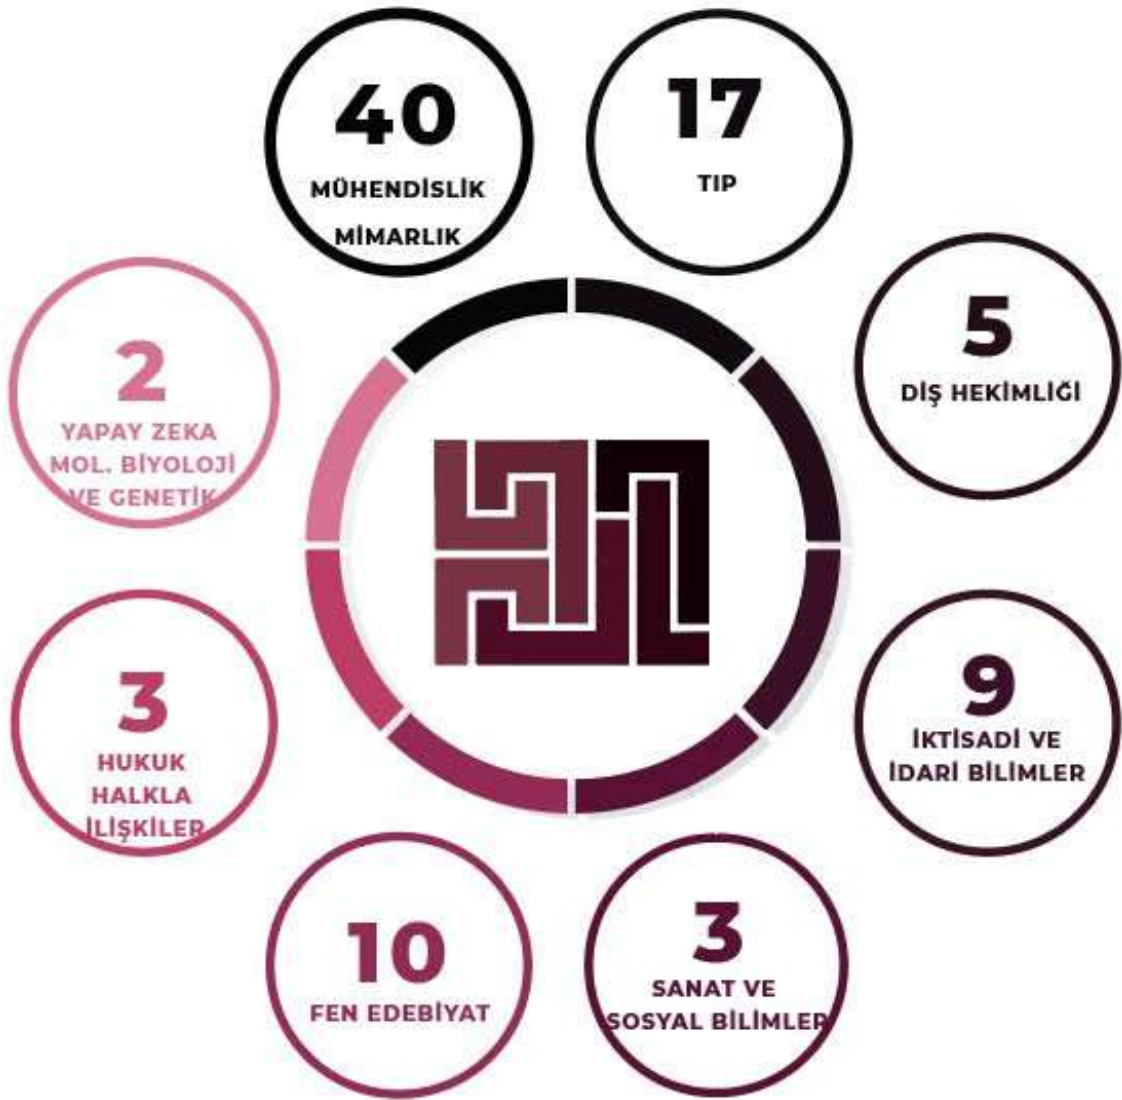 40
MÜHENDİSLİK
MİMARLIK
17
TIP
5
DİŞ HEKİMLİĞİ
9
İKTİSADİ VE
İDARİ BİLİMLER
3
SANAT VE
SOSYAL BİLİMLER
10
FEN EDEBİYAT
3
HUKUK
HALKLA
İLİŞKİLER
2
YAPAY ZEKA
MOL. BİYOLOJİ
VE GENETİK